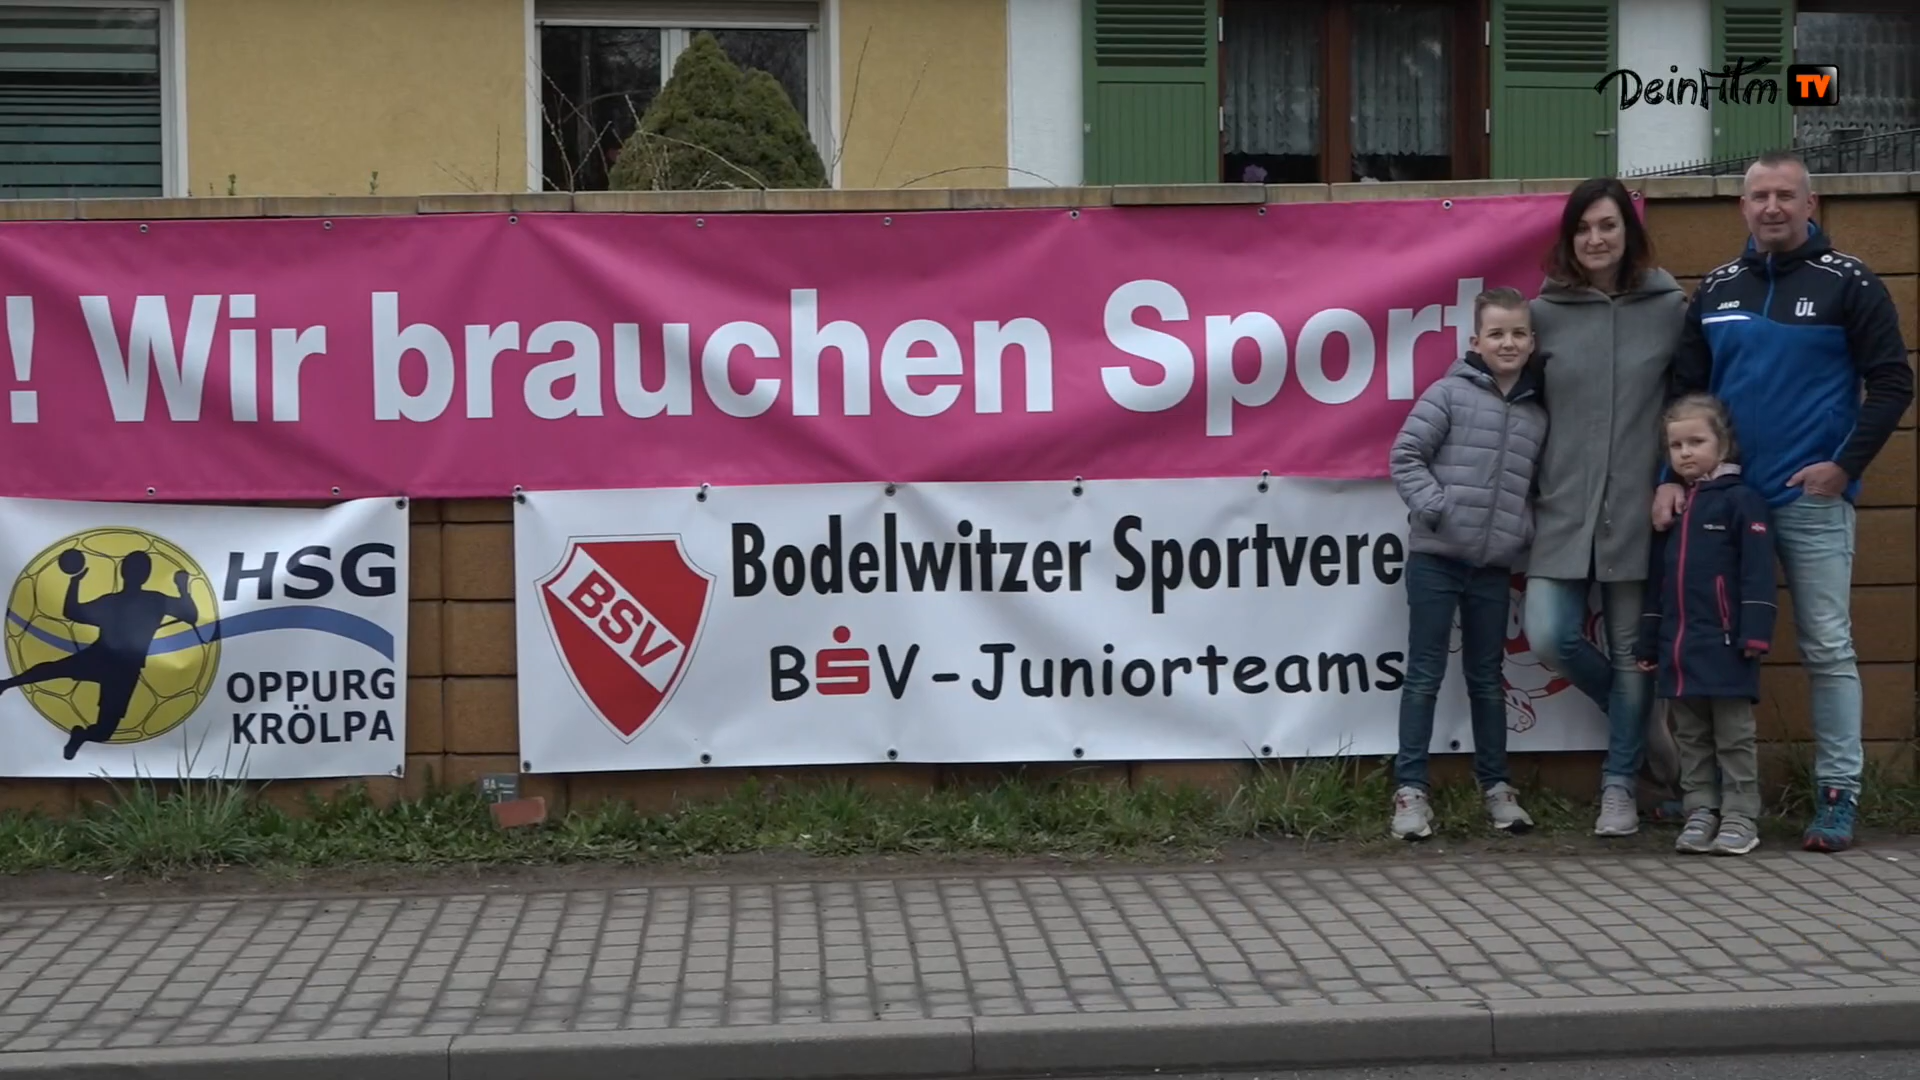 DeinFilm TV
! Wir brauchen Sport
HSG
OPPURG
KRÖLPA
BSV
Bodelwitzer Sportvere
BSV-Juniorteams
JAKO
ÜL